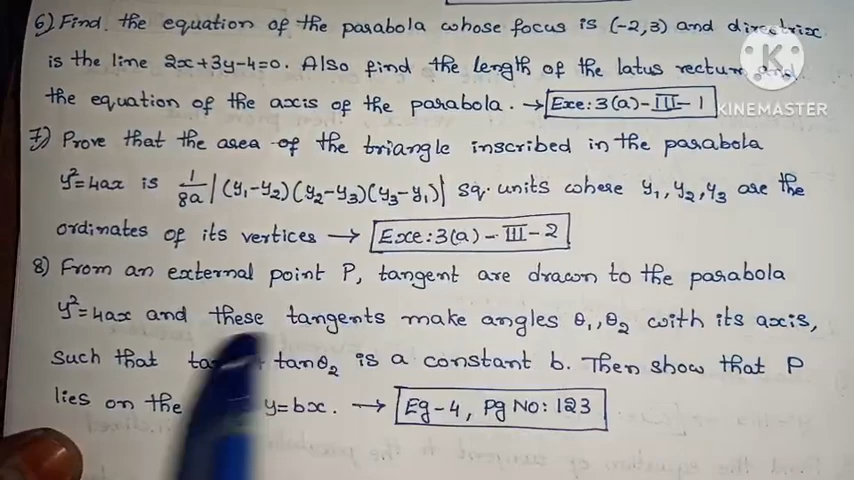 6) Find the equation of the parabola whose focus is (-2,3) and directrix
is the line 2x+3y-4=0. Also find the length of the latus rectum and
the equation of the axis of the parabola. → Exe: 3(a)-III-1
KINEMASTER
7) Prove that the area of the triangle inscribed in the parabola
y²=4ax is 1/8a |(y₁-y₂)(y₂-y₃)(y₃-y₁)| sq. units where y₁, y₂, y₃ are the
ordinates of its vertices → Exe: 3(a)-III-2
8) From an external point P, tangent are drawn to the parabola
y²=4ax and these tangents make angles θ₁, θ₂ with its axis,
such that tanθ₂ is a constant b. Then show that P
lies on the y=bx. → Eg-4, Pg No: 123